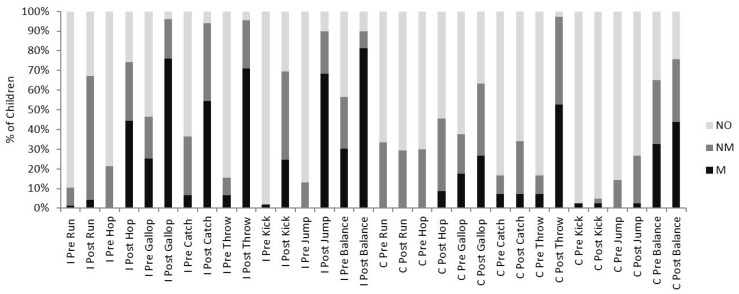 100%
90%
80%
70%
60%
50%
40%
30%
20%
10%
0%
% of Children
I Pre Run
I Post Run
I Pre Hop
I Post Hop
I Pre Gallop
I Post Gallop
I Pre Catch
I Post Catch
I Pre Throw
I Post Throw
I Pre Kick
I Post Kick
I Pre Jump
I Post Jump
I Pre Balance
I Post Balance
C Pre Run
C Post Run
C Pre Hop
C Post Hop
C Pre Gallop
C Post Gallop
C Pre Catch
C Post Catch
C Pre Throw
C Post Throw
C Pre Kick
C Post Kick
C Pre Jump
C Post Jump
C Pre Balance
C Post Balance
NO
NM
M